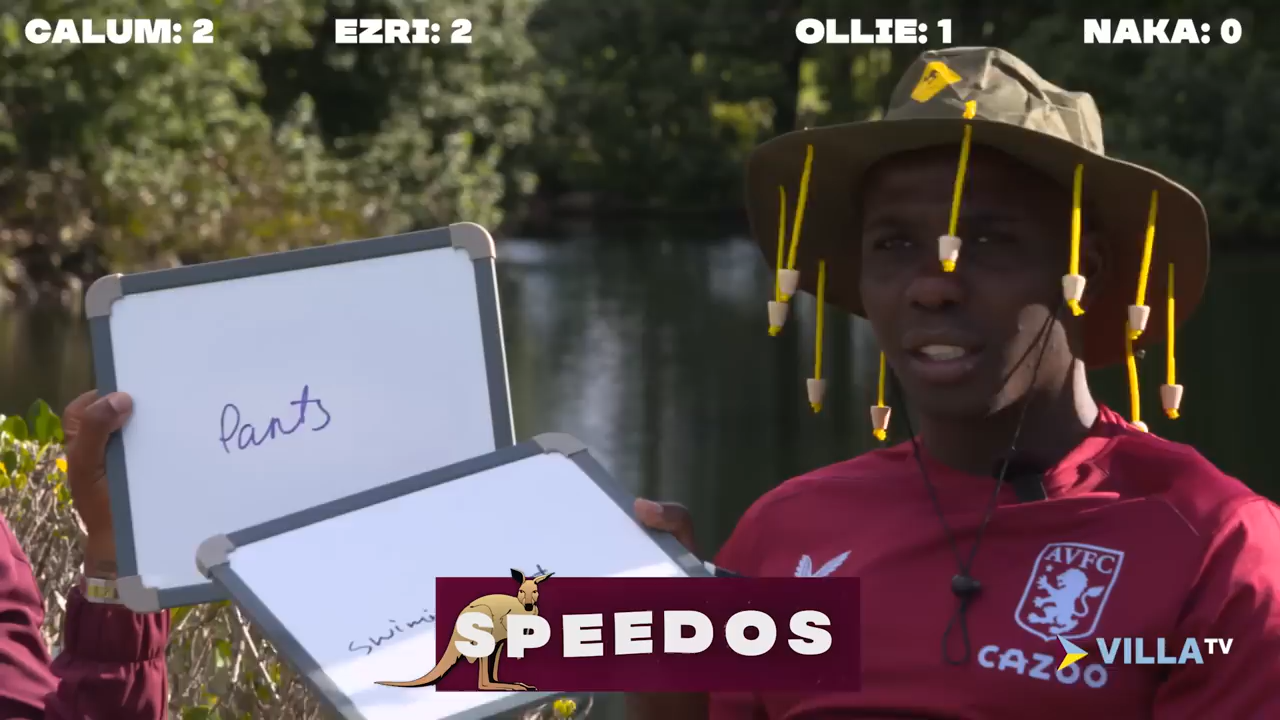 CALUM: 2
EZRI: 2
OLLIE: 1
NAKA: 0
Pants
SPEEDOS
AVFC
CAZOO
VILLATV